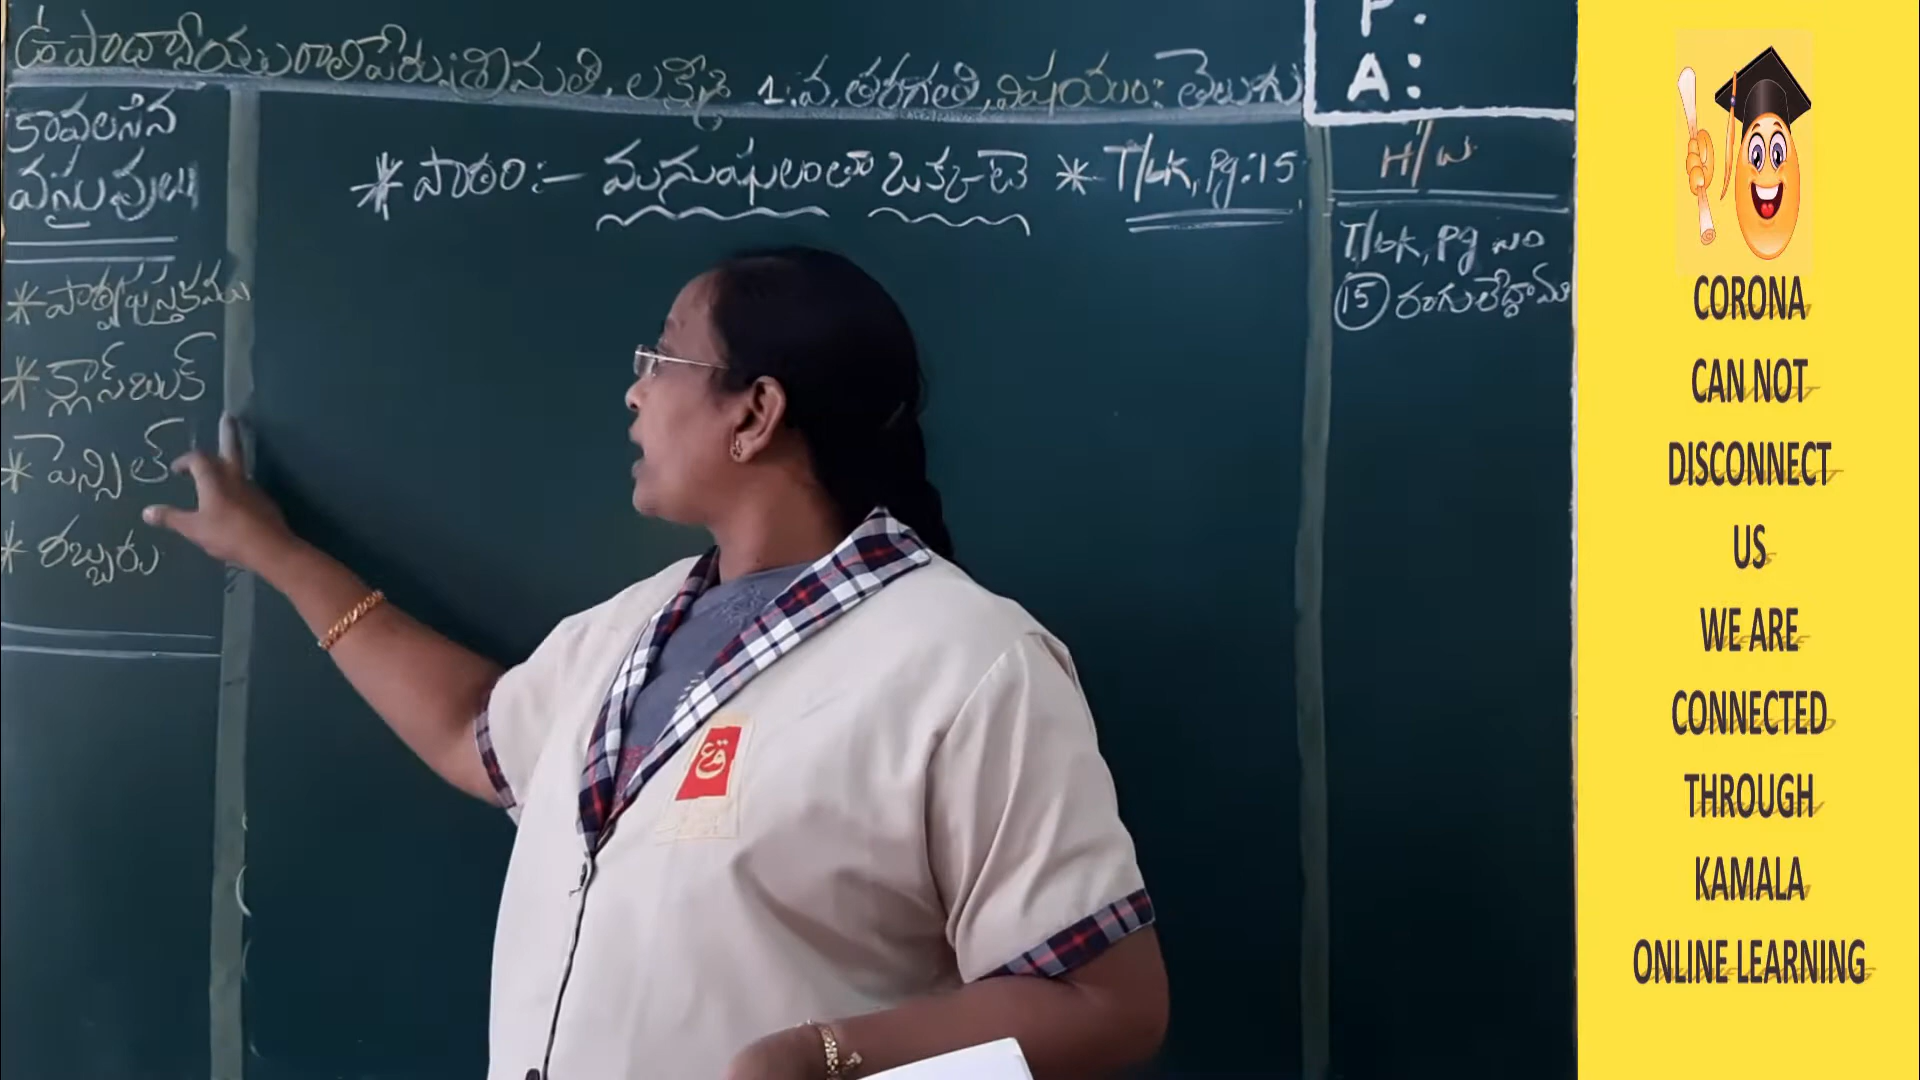 ఉపాధ్యాయురాలిపేరు:శ్రీమతి. లక్ష్మి 1.వ.తరగతి,విషయం: తెలుగు
P:
A:
కావలసిన
వస్తువులు
* పాఠ్యపుస్తకము
* క్లాస్ బుక్
* పెన్సిల్
* రబ్బరు
* పాఠం:- మనుషులంతా ఒక్కటే * T/bk, Pg:15
H/W
T/bk, Pg నం
15 రంగులేద్దామా
CORONA
CAN NOT
DISCONNECT
US
WE ARE
CONNECTED
THROUGH
KAMALA
ONLINE LEARNING